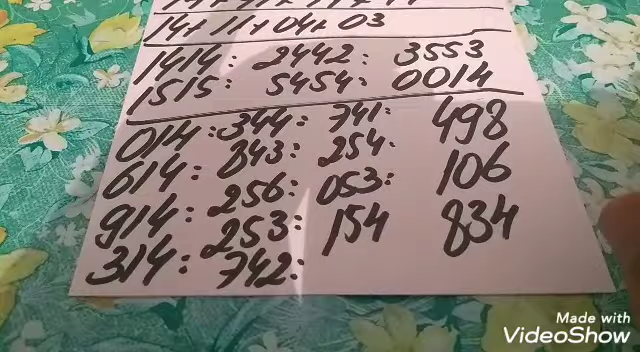 14+11+04+03
1414: 2442: 3553
1515: 5454: 0014
014: 344: 741: 498
614: 843: 254: 106
914: 256: 053: 834
314: 253: 154
742:
Made with
VideoShow